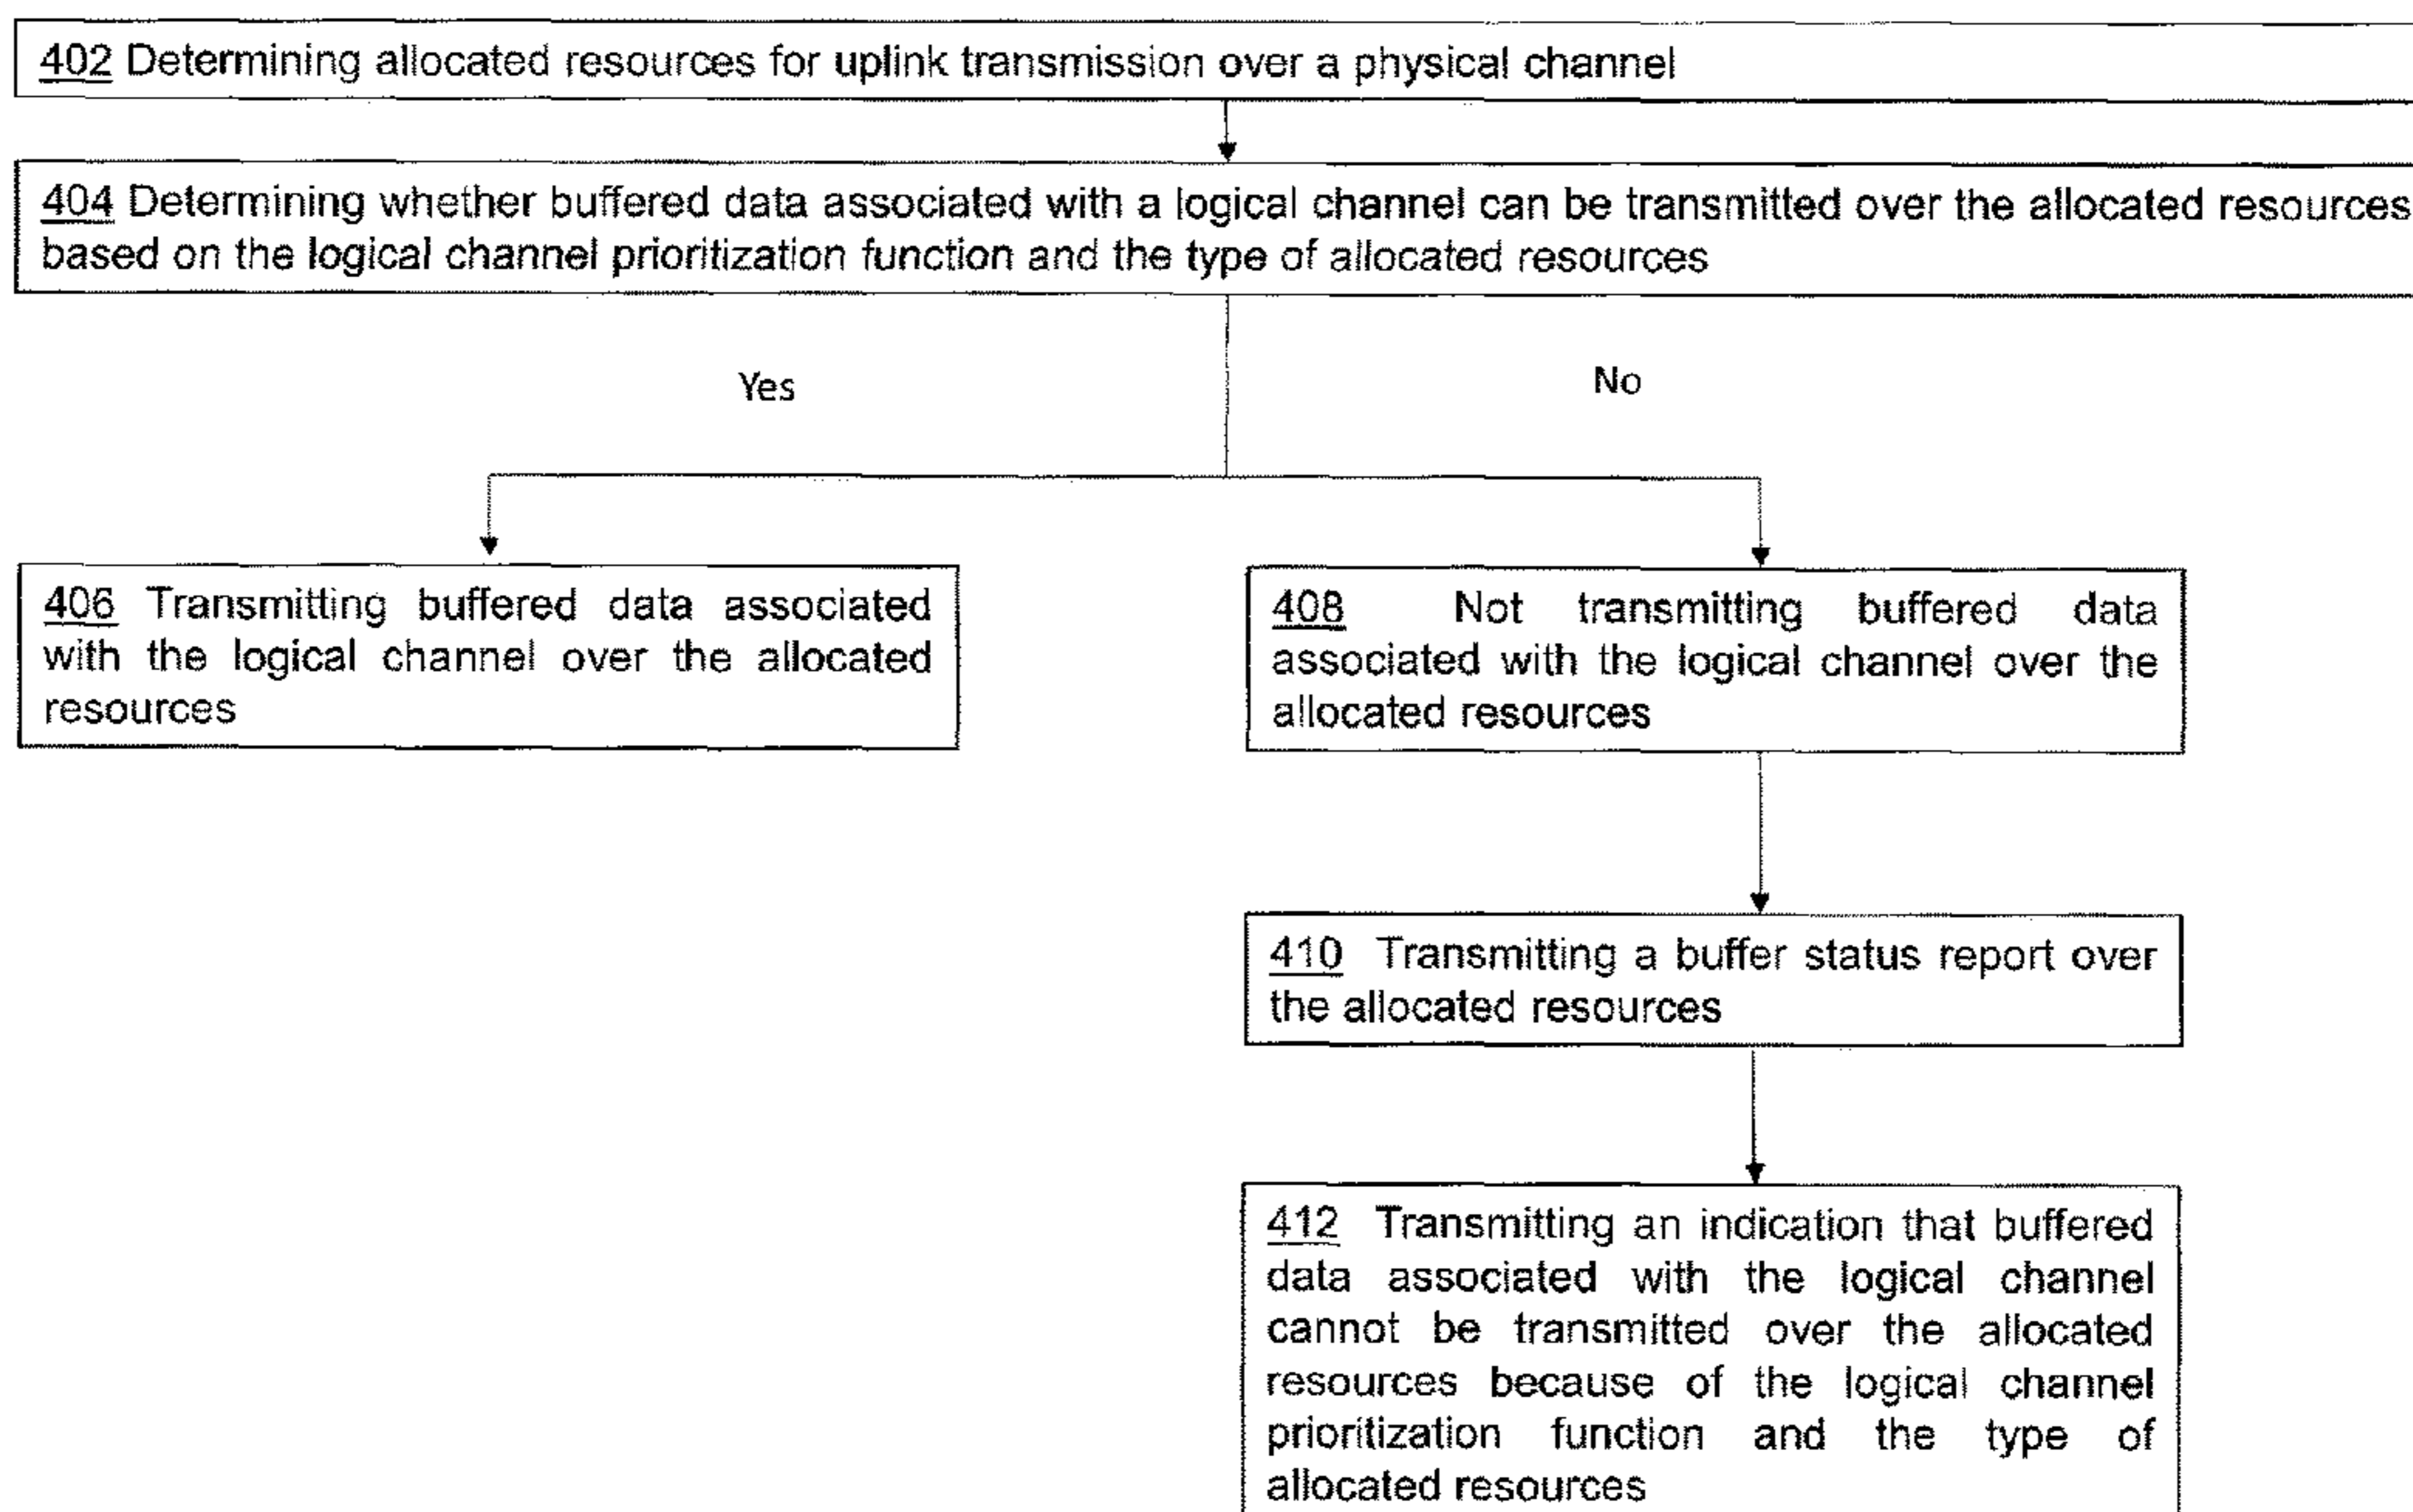 402 Determining allocated resources for uplink transmission over a physical channel
404 Determining whether buffered data associated with a logical channel can be transmitted over the allocated resources
based on the logical channel prioritization function and the type of allocated resources
Yes
No
406 Transmitting buffered data associated
with the logical channel over the allocated
resources
408 Not transmitting buffered data
associated with the logical channel over the
allocated resources
410 Transmitting a buffer status report over
the allocated resources
412 Transmitting an indication that buffered
data associated with the logical channel
cannot be transmitted over the allocated
resources because of the logical channel
prioritization function and the type of
allocated resources